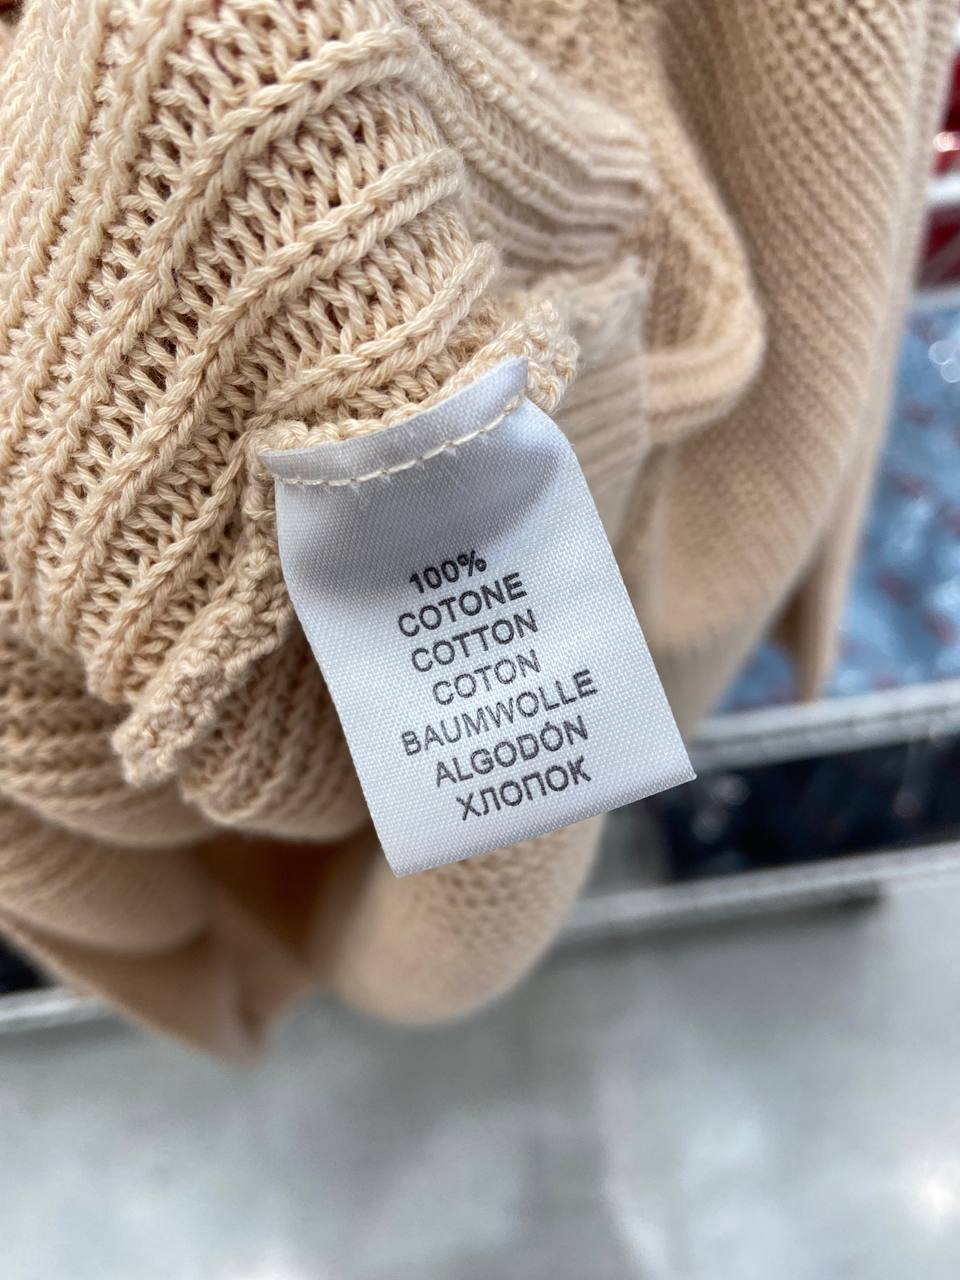 100%
COTONE
COTTON
COTON
BAUMWOLLE
ALGODÓN
ХЛОПОК